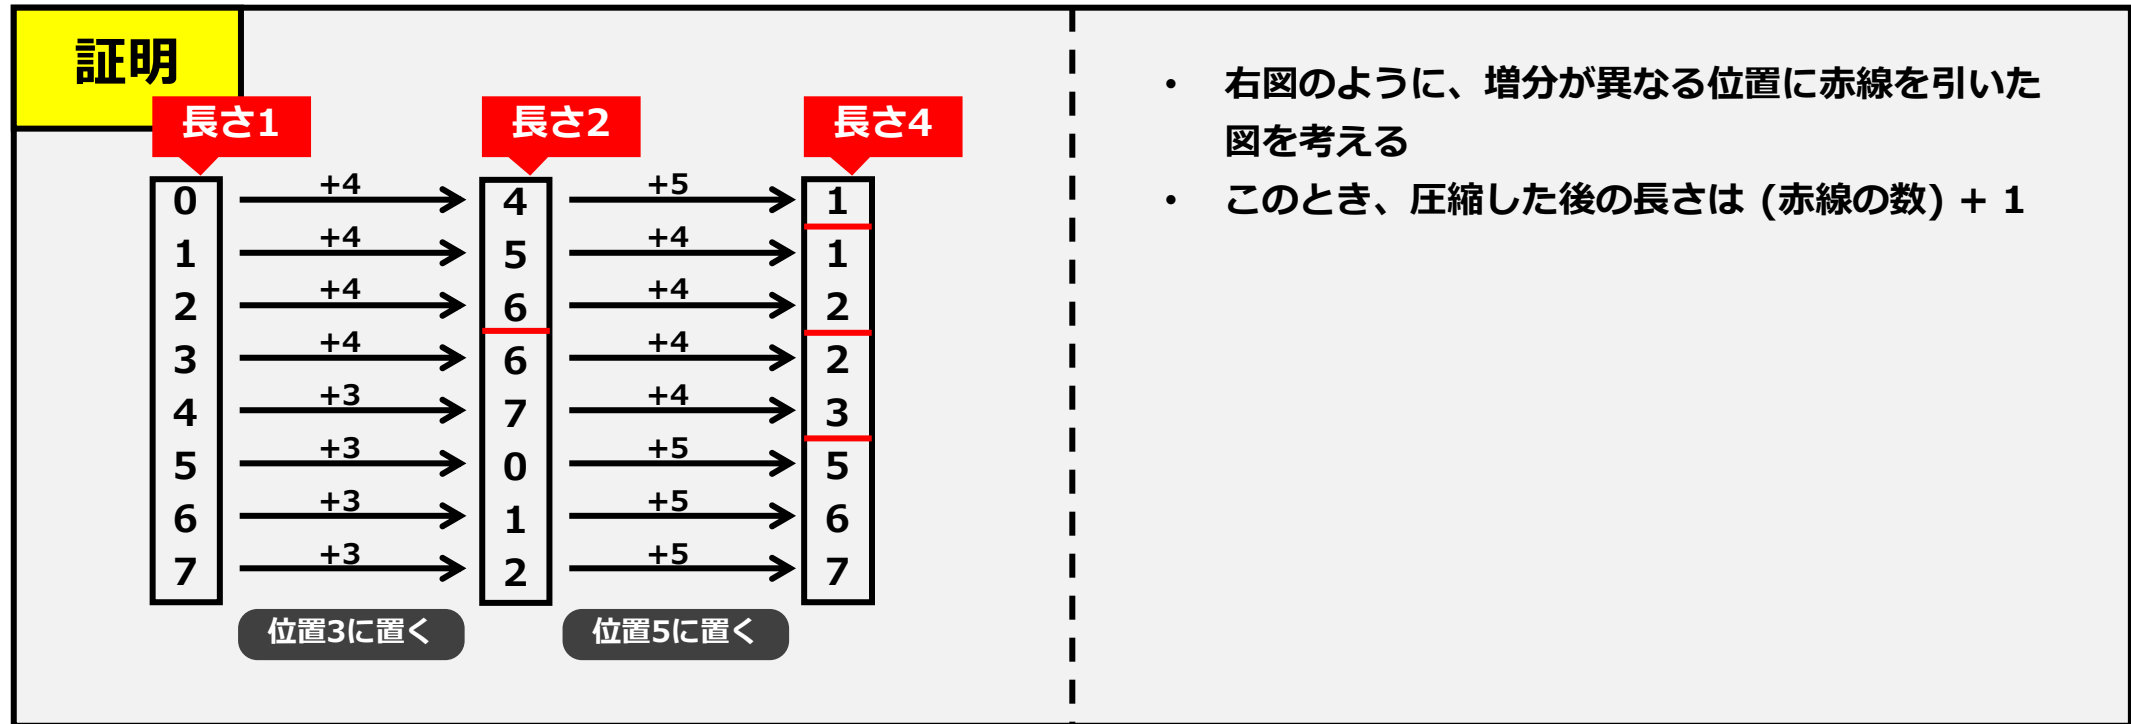 証明
長さ1 長さ2 長さ4
0 +4 4 +5 1
1 +4 5 +4 1
2 +4 6 +4 2
3 +4 6 +4 2
4 +3 7 +4 3
5 +3 0 +5 5
6 +3 1 +5 6
7 +3 2 +5 7
位置3に置く 位置5に置く
• 右図のように、増分が異なる位置に赤線を引いた
図を考える
• このとき、圧縮した後の長さは (赤線の数) + 1